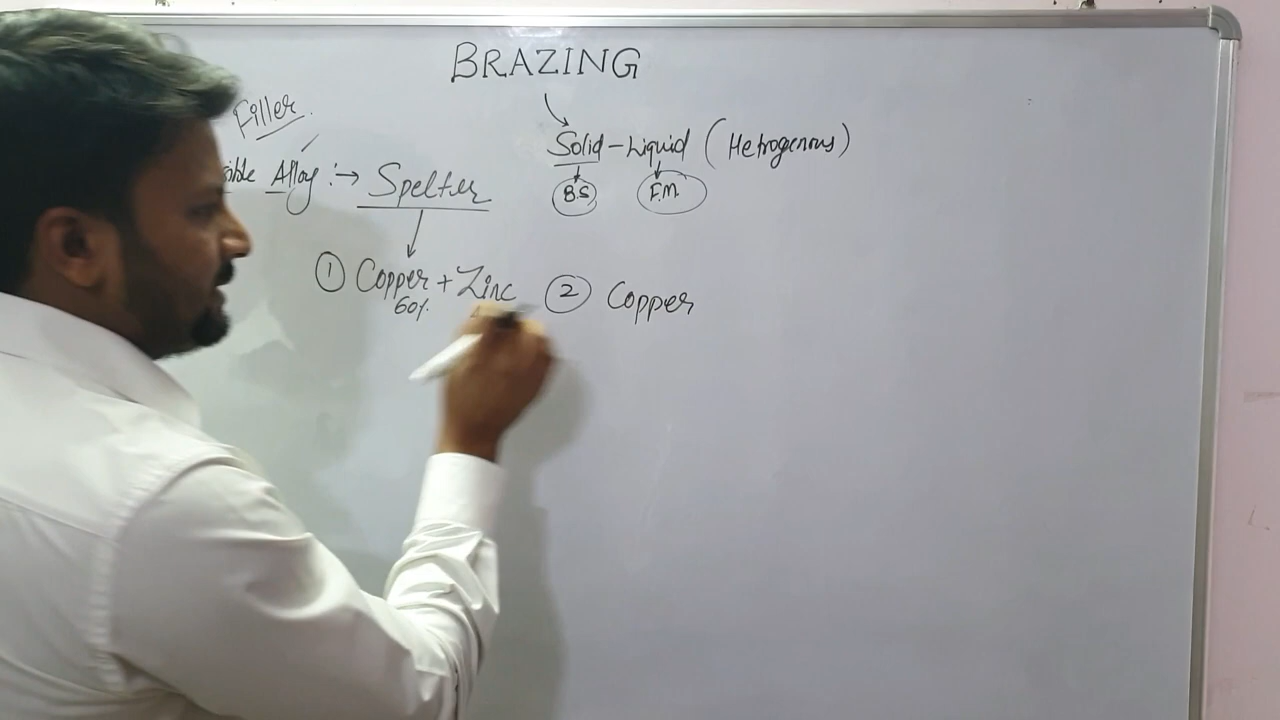 BRAZING
Filler.
Solid-Liquid (Hetrogenous)
Alloy :→ Spelter
B.S F.M.
① Copper + Zinc ② Copper
60%.